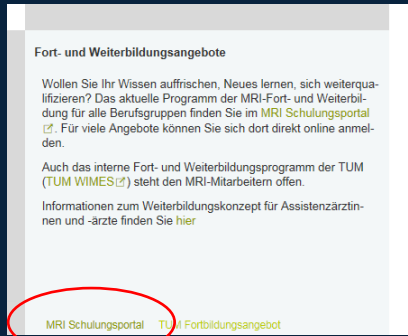 Fort- und Weiterbildungsangebote
Wollen Sie Ihr Wissen auffrischen, Neues lernen, sich weiterqua-
lifizieren? Das aktuelle Programm der MRI-Fort- und Weiterbil-
dung für alle Berufsgruppen finden Sie im MRI Schulungsportal
. Für viele Angebote können Sie sich dort direkt online anmel-
den.
Auch das interne Fort- und Weiterbildungsprogramm der TUM
(TUM WIMES) steht den MRI-Mitarbeitern offen.
Informationen zum Weiterbildungskonzept für Assistenzärztin-
nen und -ärzte finden Sie hier
MRI Schulungsportal TUM Fortbildungsangebot